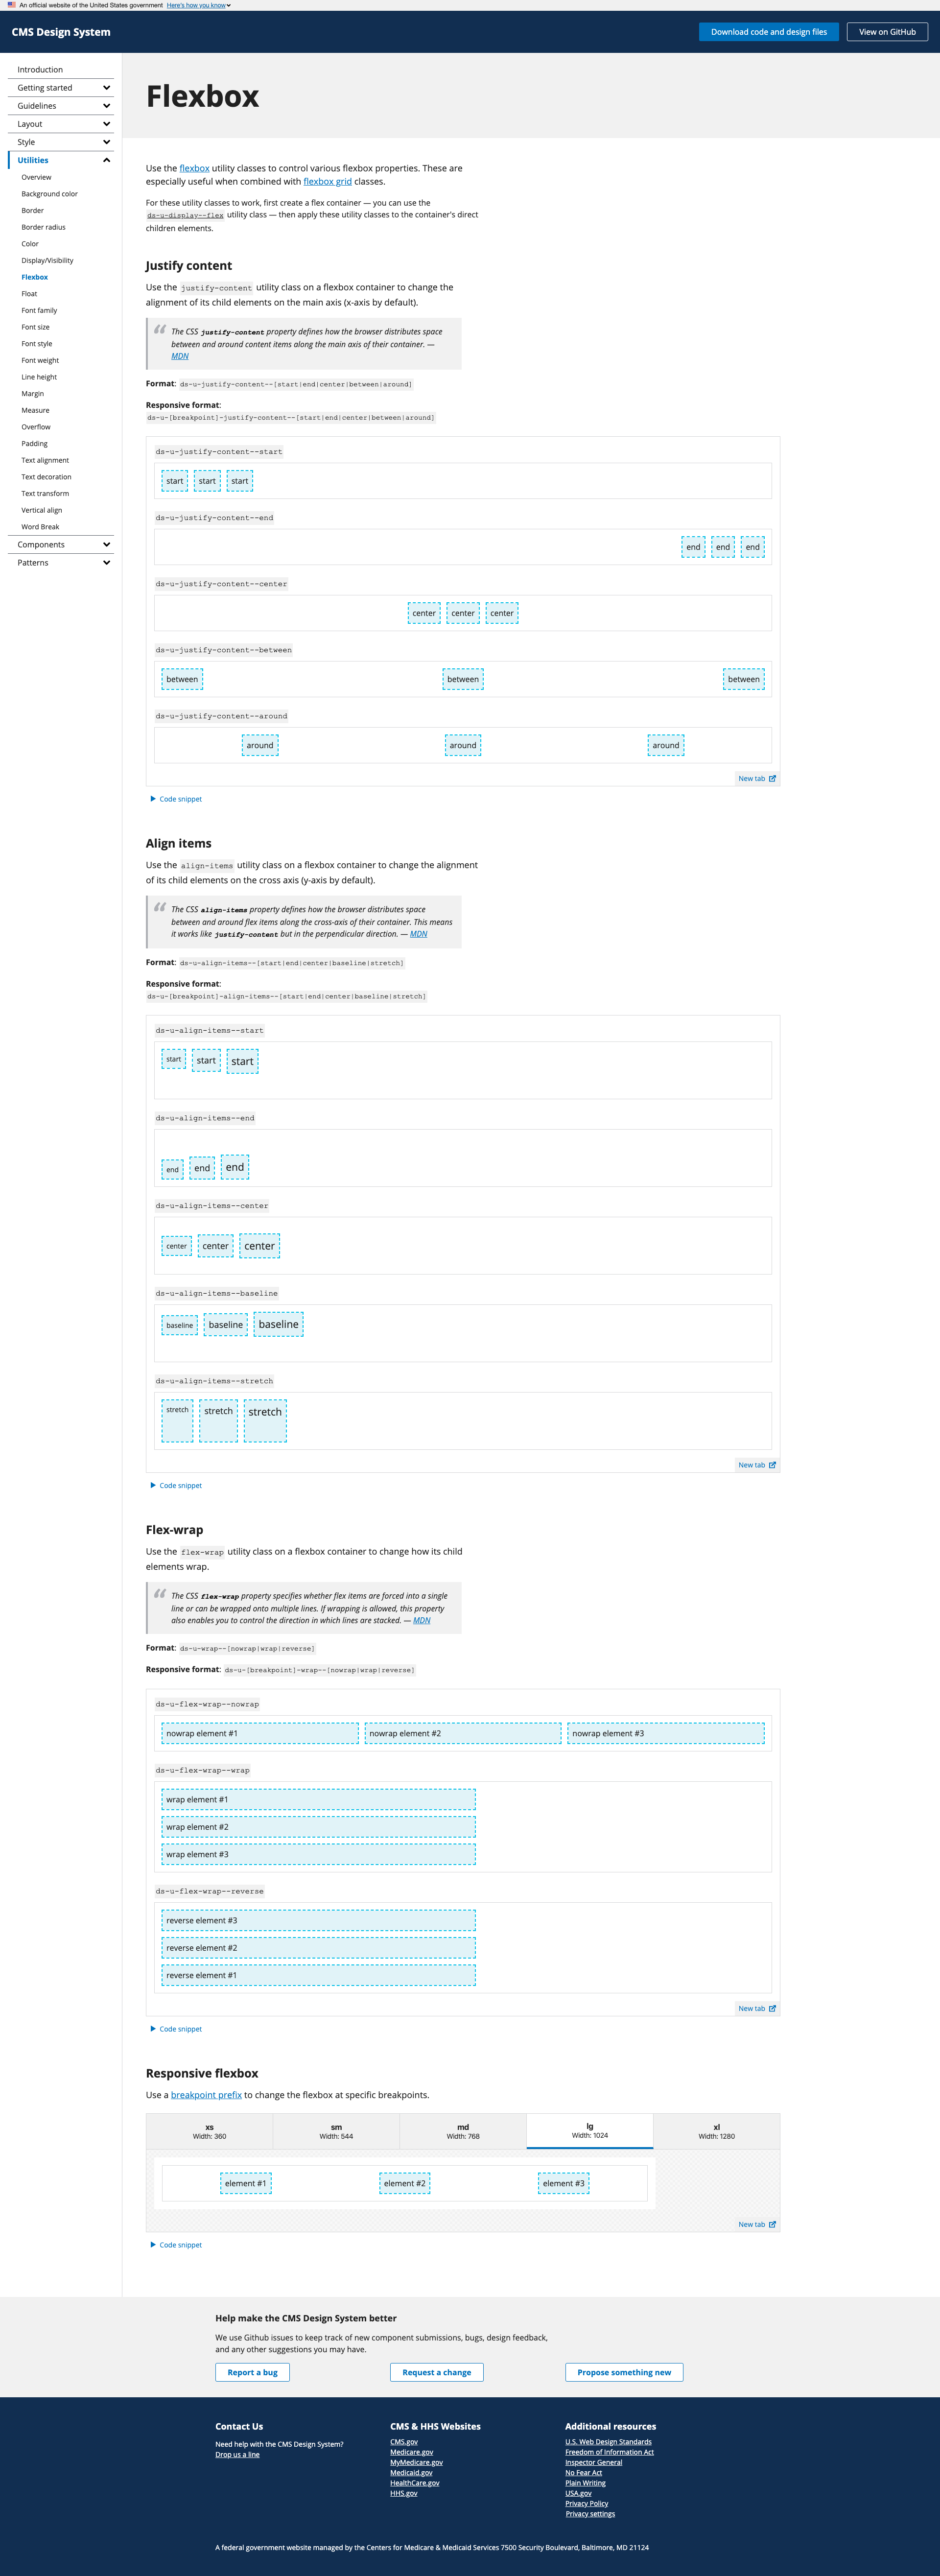 An official website of the United States government Here's how you know
CMS Design System
Download code and design files
View on GitHub
Introduction
Getting started
Guidelines
Layout
Style
Utilities
Overview
Background color
Border
Border radius
Color
Display/Visibility
Flexbox
Float
Font family
Font size
Font style
Font weight
Line height
Margin
Measure
Overflow
Padding
Text alignment
Text decoration
Text transform
Vertical align
Word Break
Components
Patterns
Flexbox
Use the flexbox utility classes to control various flexbox properties. These are
especially useful when combined with flexbox grid classes.
For these utility classes to work, first create a flex container — you can use the
ds-u-display--flex utility class — then apply these utility classes to the container's direct
children elements.
Justify content
Use the justify-content utility class on a flexbox container to change the
alignment of its child elements on the main axis (x-axis by default).
The CSS justify-content property defines how the browser distributes space
between and around content items along the main axis of their container. —
MDN
Format: ds-u-justify-content--[start|end|center|between|around]
Responsive format:
ds-u-[breakpoint]-justify-content--[start|end|center|between|around]
ds-u-justify-content--start
start start start
ds-u-justify-content--end
end end end
ds-u-justify-content--center
center center center
ds-u-justify-content--between
between between between
ds-u-justify-content--around
around around around
New tab
Code snippet
Align items
Use the align-items utility class on a flexbox container to change the alignment
of its child elements on the cross axis (y-axis by default).
The CSS align-items property defines how the browser distributes space
between and around flex items along the cross-axis of their container. This means
it works like justify-content but in the perpendicular direction. — MDN
Format: ds-u-align-items--[start|end|center|baseline|stretch]
Responsive format:
ds-u-[breakpoint]-align-items--[start|end|center|baseline|stretch]
ds-u-align-items--start
start start start
ds-u-align-items--end
end end end
ds-u-align-items--center
center center center
ds-u-align-items--baseline
baseline baseline baseline
ds-u-align-items--stretch
stretch stretch stretch
New tab
Code snippet
Flex-wrap
Use the flex-wrap utility class on a flexbox container to change how its child
elements wrap.
The CSS flex-wrap property specifies whether flex items are forced into a single
line or can be wrapped onto multiple lines. If wrapping is allowed, this property
also enables you to control the direction in which lines are stacked. — MDN
Format: ds-u-wrap--[nowrap|wrap|reverse]
Responsive format: ds-u-[breakpoint]-wrap--[nowrap|wrap|reverse]
ds-u-flex-wrap--nowrap
nowrap element #1 nowrap element #2 nowrap element #3
ds-u-flex-wrap--wrap
wrap element #1
wrap element #2
wrap element #3
ds-u-flex-wrap--reverse
reverse element #3
reverse element #2
reverse element #1
New tab
Code snippet
Responsive flexbox
Use a breakpoint prefix to change the flexbox at specific breakpoints.
xs sm md lg xl
Width: 360 Width: 544 Width: 768 Width: 1024 Width: 1280
element #1 element #2 element #3
New tab
Code snippet
Help make the CMS Design System better
We use Github issues to keep track of new component submissions, bugs, design feedback,
and any other suggestions you may have.
Report a bug
Request a change
Propose something new
Contact Us
Need help with the CMS Design System?
Drop us a line
CMS & HHS Websites
CMS.gov
Medicare.gov
MyMedicare.gov
Medicaid.gov
HealthCare.gov
HHS.gov
Additional resources
U.S. Web Design Standards
Freedom of Information Act
Inspector General
No Fear Act
Plain Writing
USA.gov
Privacy Policy
Privacy settings
A federal government website managed by the Centers for Medicare & Medicaid Services 7500 Security Boulevard, Baltimore, MD 21124